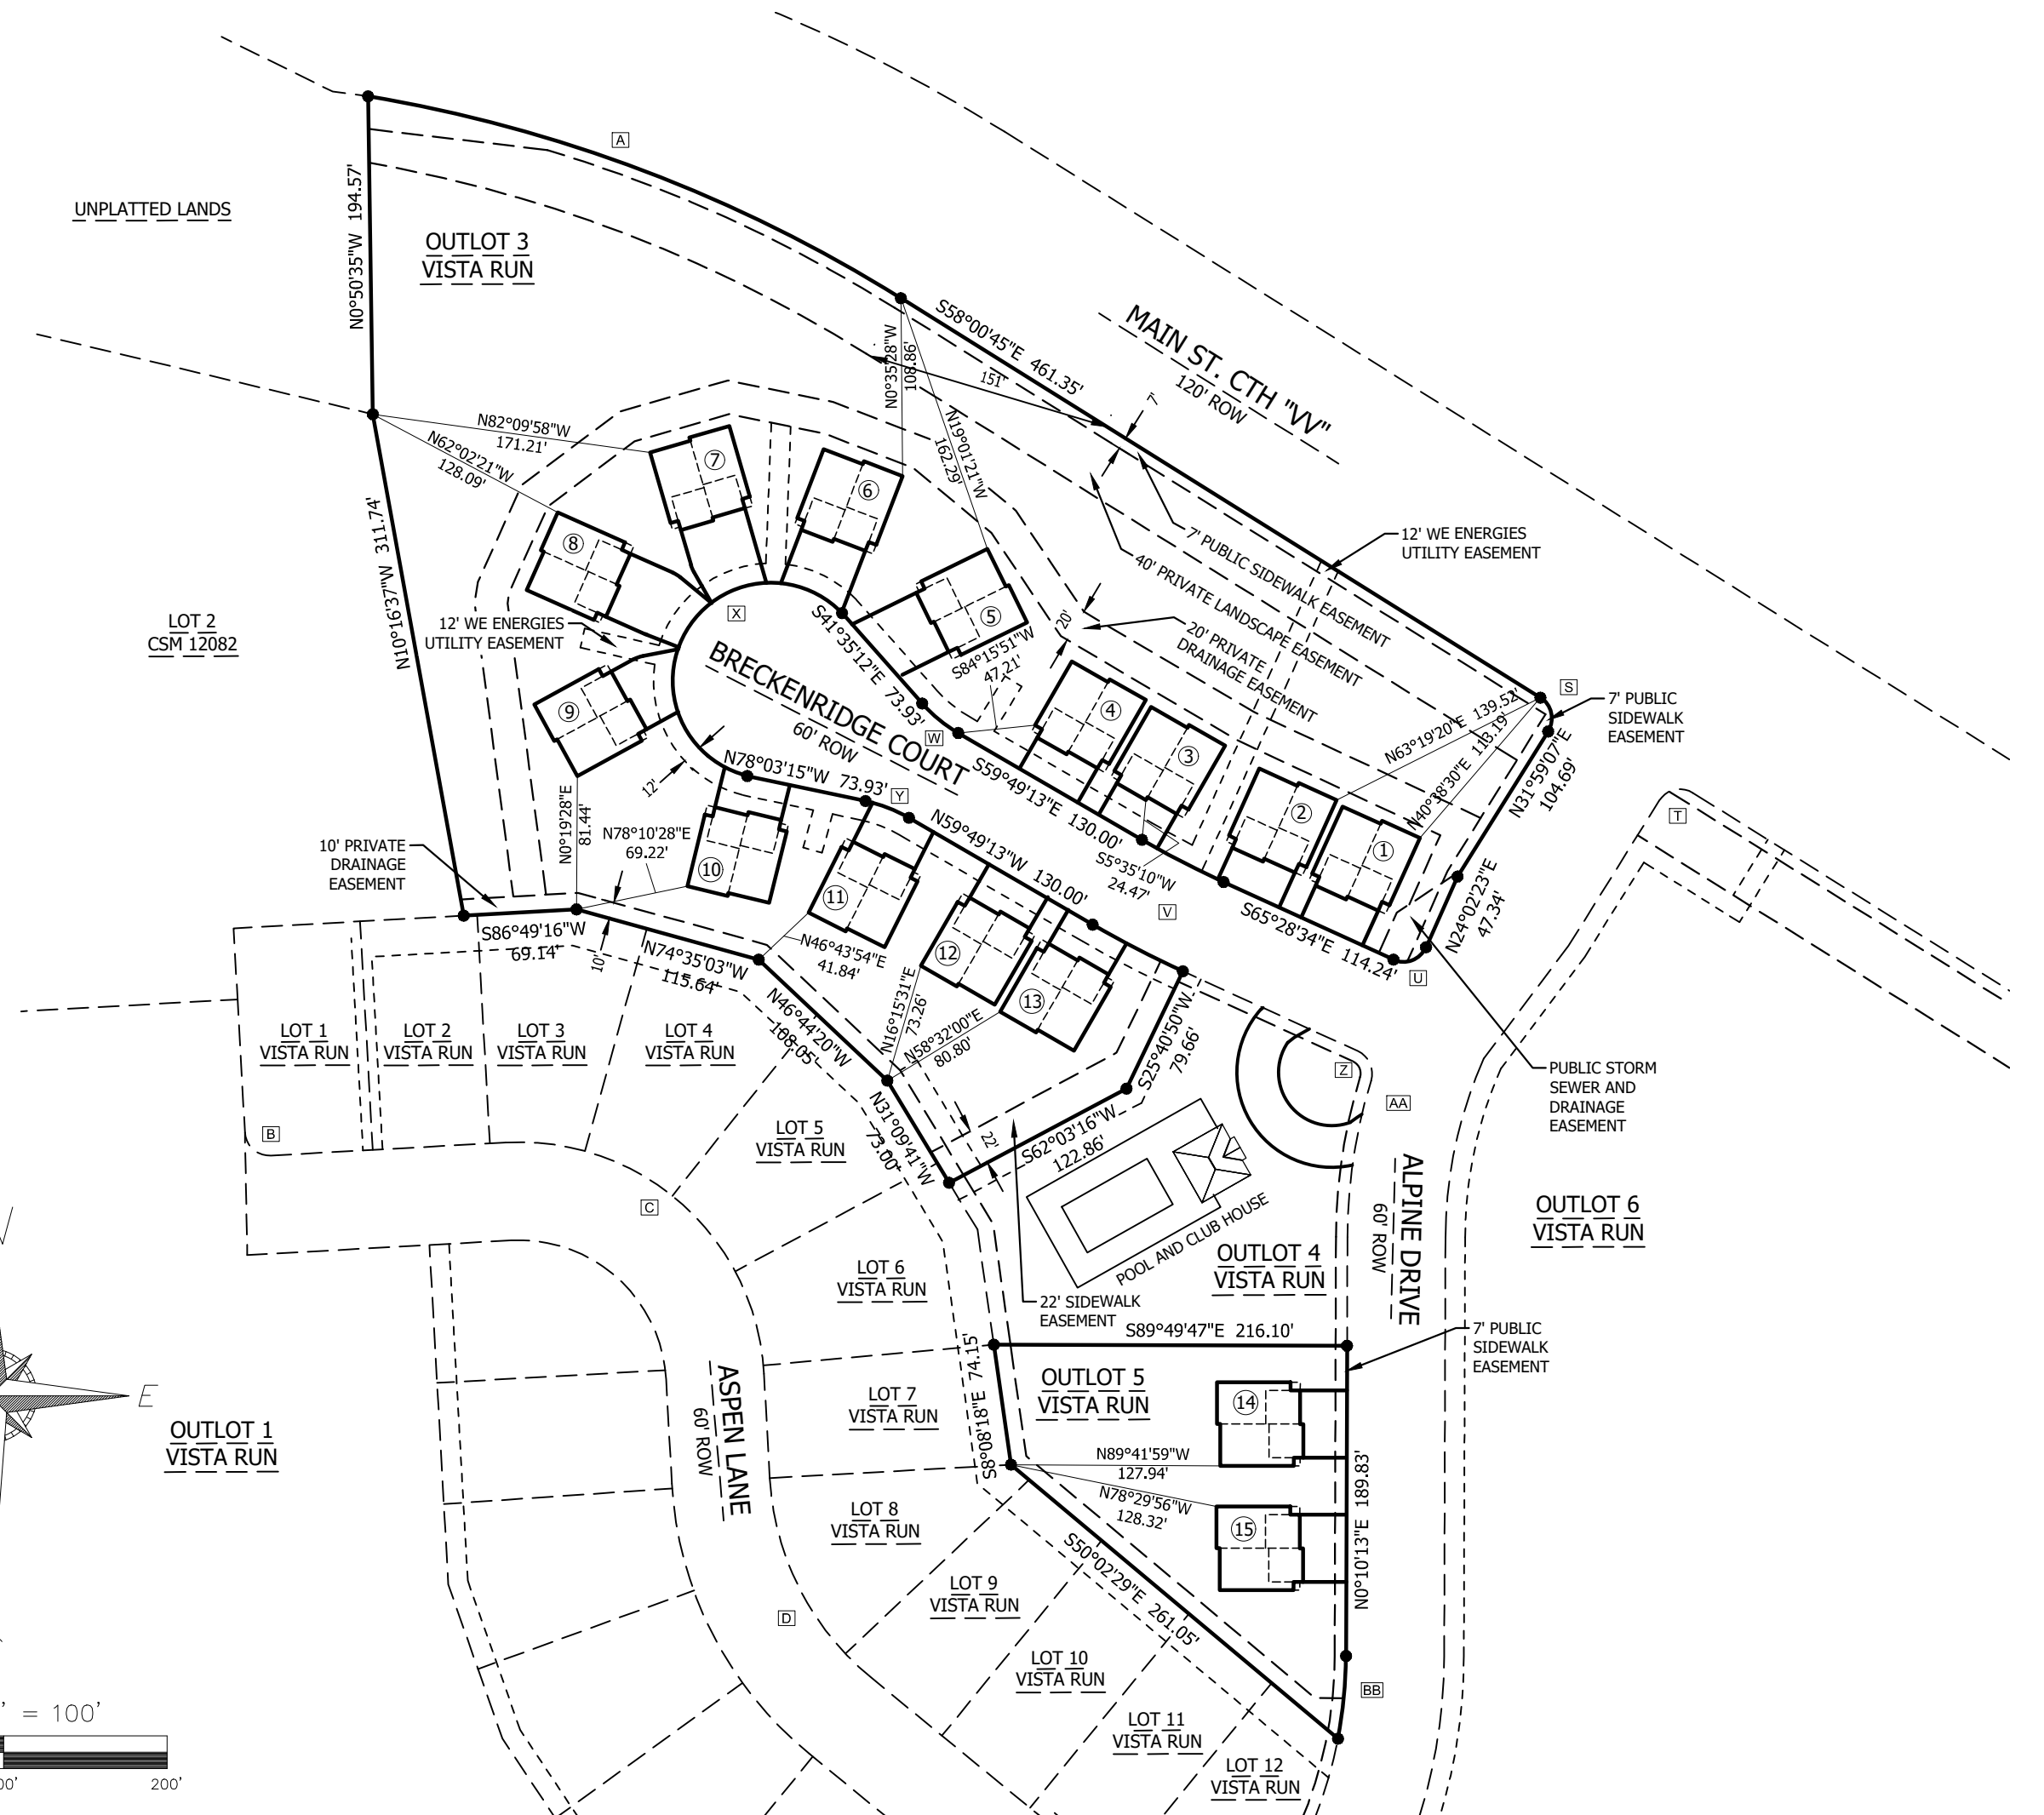 A
UNPLATTED LANDS
N0°50'35"W 194.57'
OUTLOT 3
VISTA RUN
S58°00'45"E 461.35'
MAIN ST. CTH "VV"
120' ROW
N0°35'28"W
108.86'
151'
7'
N19°01'21"W
162.29'
N82°09'58"W
171.21'
N62°02'21"W
128.09'
7
6
8
5
9
4
3
2
1
10
11
12
13
12' WE ENERGIES
UTILITY EASEMENT
7' PUBLIC SIDEWALK EASEMENT
40' PRIVATE LANDSCAPE EASEMENT
20' PRIVATE
DRAINAGE EASEMENT
20'
N10°16'37"W 311.74'
LOT 2
CSM 12082
12' WE ENERGIES
UTILITY EASEMENT
X
S41°35'12"E 73.93'
S84°15'51"W
47.21'
BRECKENRIDGE COURT
60' ROW
W
S
7' PUBLIC
SIDEWALK
EASEMENT
N63°19'20"E 139.52'
N40°38'30"E
113.19'
N31°59'07"E
104.69'
12'
N78°03'15"W 73.93'
Y
S59°49'13"E 130.00'
N59°49'13"W 130.00'
S5°35'10"W
24.47'
V
S65°28'34"E 114.24'
N24°02'23"E
47.34'
U
T
N0°19'28"E
81.44'
N78°10'28"E
69.22'
10' PRIVATE
DRAINAGE
EASEMENT
S86°49'16"W
69.14'
10'
N74°35'03"W
115.64'
N46°43'54"E
41.84'
N46°44'20"W
108.05'
N16°15'31"E
73.26'
N58°32'00"E
80.80'
S25°40'50"W
79.66'
N31°09'41"W
73.00'
22'
S62°03'16"W
122.86'
PUBLIC STORM
SEWER AND
DRAINAGE
EASEMENT
Z
AA
LOT 1
VISTA RUN
LOT 2
VISTA RUN
LOT 3
VISTA RUN
LOT 4
VISTA RUN
LOT 5
VISTA RUN
B
C
POOL AND CLUB HOUSE
ALPINE DRIVE
60' ROW
OUTLOT 6
VISTA RUN
OUTLOT 4
VISTA RUN
LOT 6
VISTA RUN
22' SIDEWALK
EASEMENT
S89°49'47"E 216.10'
7' PUBLIC
SIDEWALK
EASEMENT
S8°08'18"E 74.15'
OUTLOT 5
VISTA RUN
LOT 7
VISTA RUN
14
N89°41'59"W
127.94'
N78°29'56"W
128.32'
15
N0°10'13"E 189.83'
E
OUTLOT 1
VISTA RUN
ASPEN LANE
60' ROW
LOT 8
VISTA RUN
S50°02'29"E 261.05'
LOT 9
VISTA RUN
D
LOT 10
VISTA RUN
BB
LOT 11
VISTA RUN
LOT 12
VISTA RUN
' = 100'
00'
200'